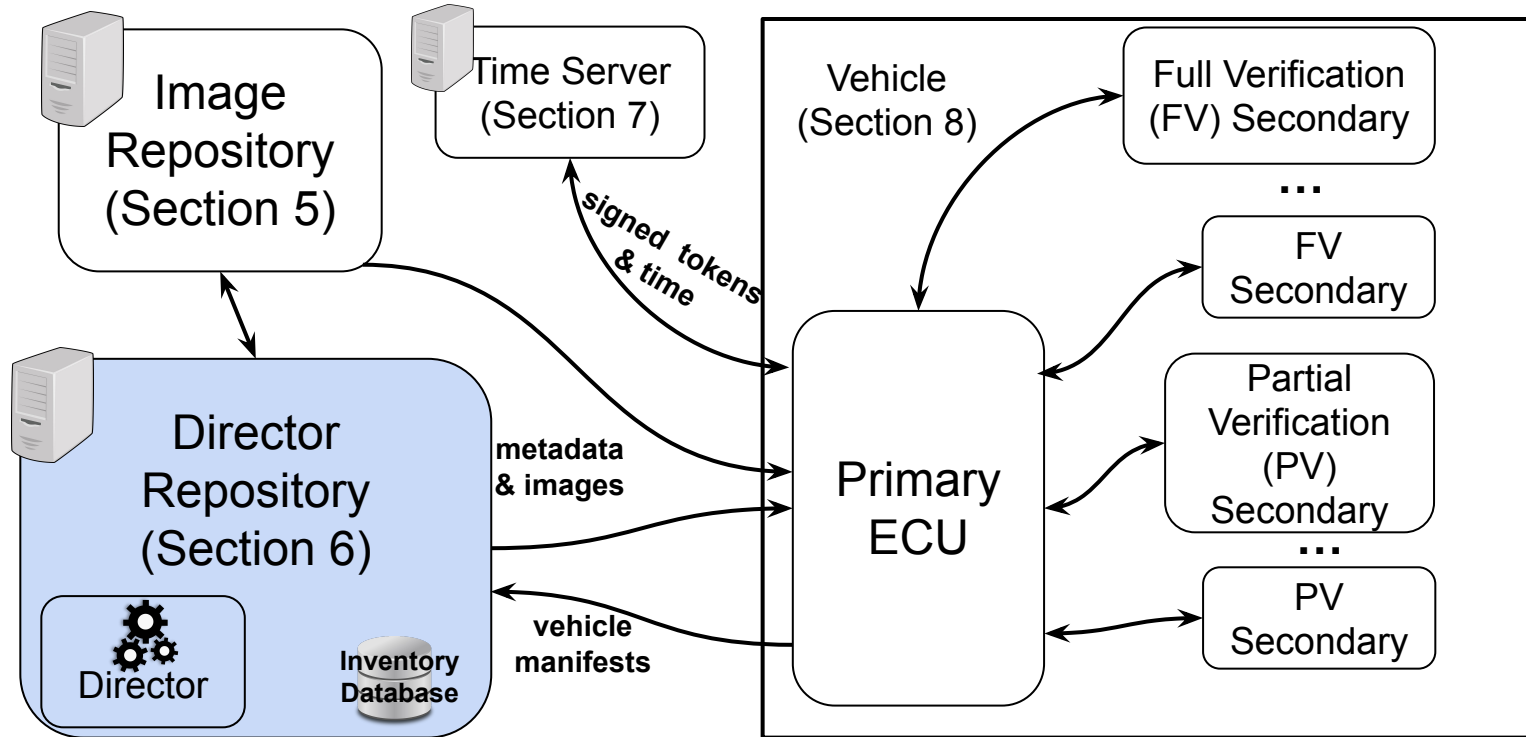 Image
Repository
(Section 5)
Time Server
(Section 7)
Vehicle
(Section 8)
Full Verification
(FV) Secondary
...
FV
Secondary
signed tokens
& time
Director
Repository
(Section 6)
metadata
& images
Primary
ECU
Partial
Verification
(PV)
Secondary
...
PV
Secondary
vehicle
manifests
Director
Inventory
Database